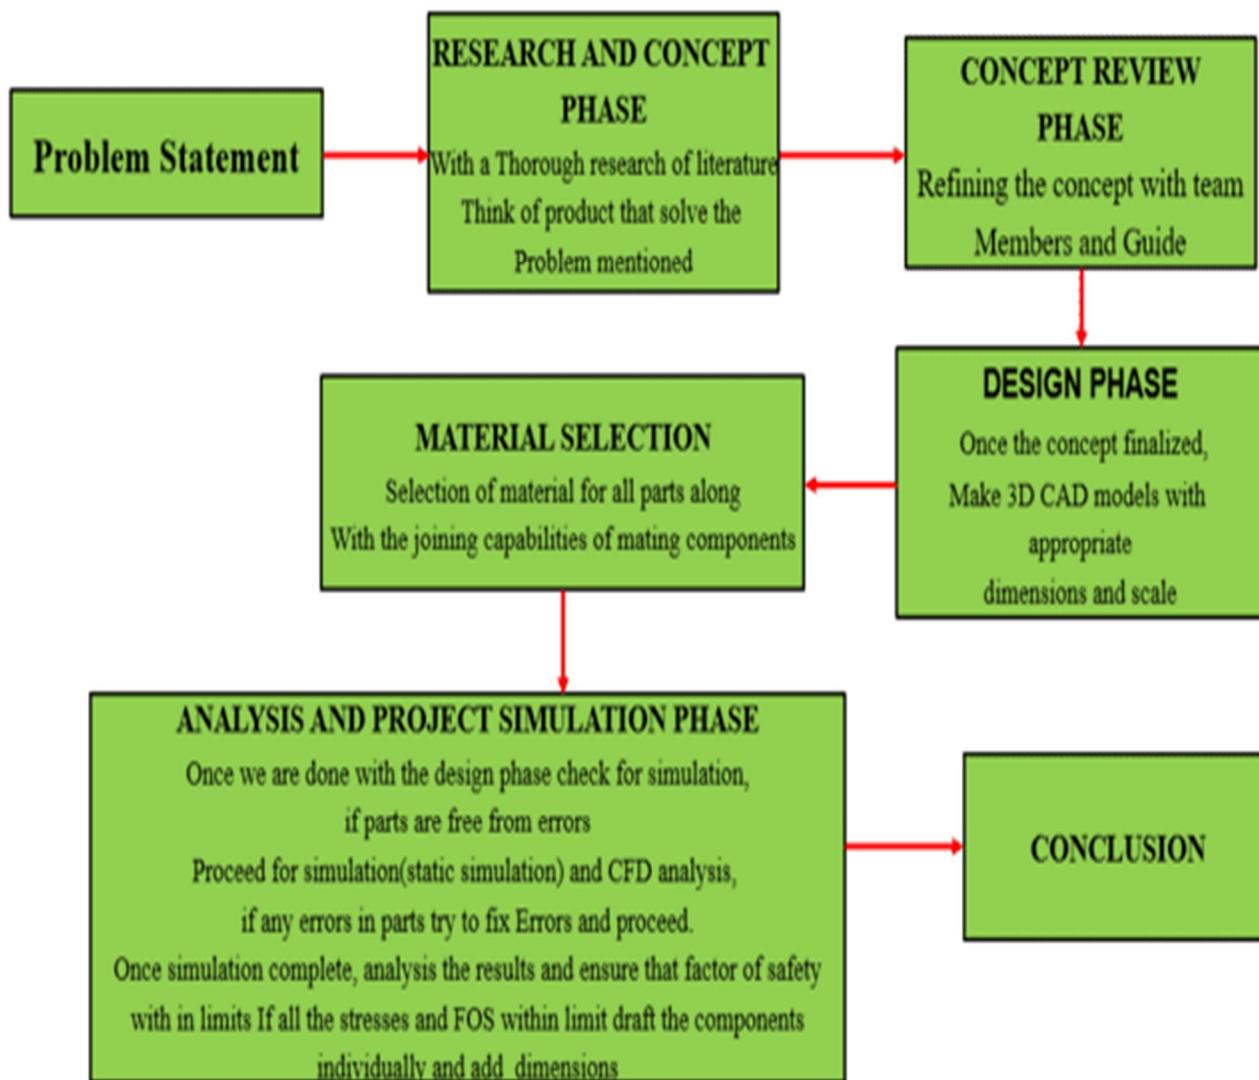 Problem Statement
RESEARCH AND CONCEPT
PHASE
With a Thorough research of literature
Think of product that solve the
Problem mentioned
CONCEPT REVIEW
PHASE
Refining the concept with team
Members and Guide
DESIGN PHASE
Once the concept finalized,
Make 3D CAD models with
appropriate
dimensions and scale
MATERIAL SELECTION
Selection of material for all parts along
With the joining capabilities of mating components
ANALYSIS AND PROJECT SIMULATION PHASE
Once we are done with the design phase check for simulation,
if parts are free from errors
Proceed for simulation(static simulation) and CFD analysis,
if any errors in parts try to fix Errors and proceed.
Once simulation complete, analysis the results and ensure that factor of safety
with in limits If all the stresses and FOS within limit draft the components
individually and add dimensions
CONCLUSION